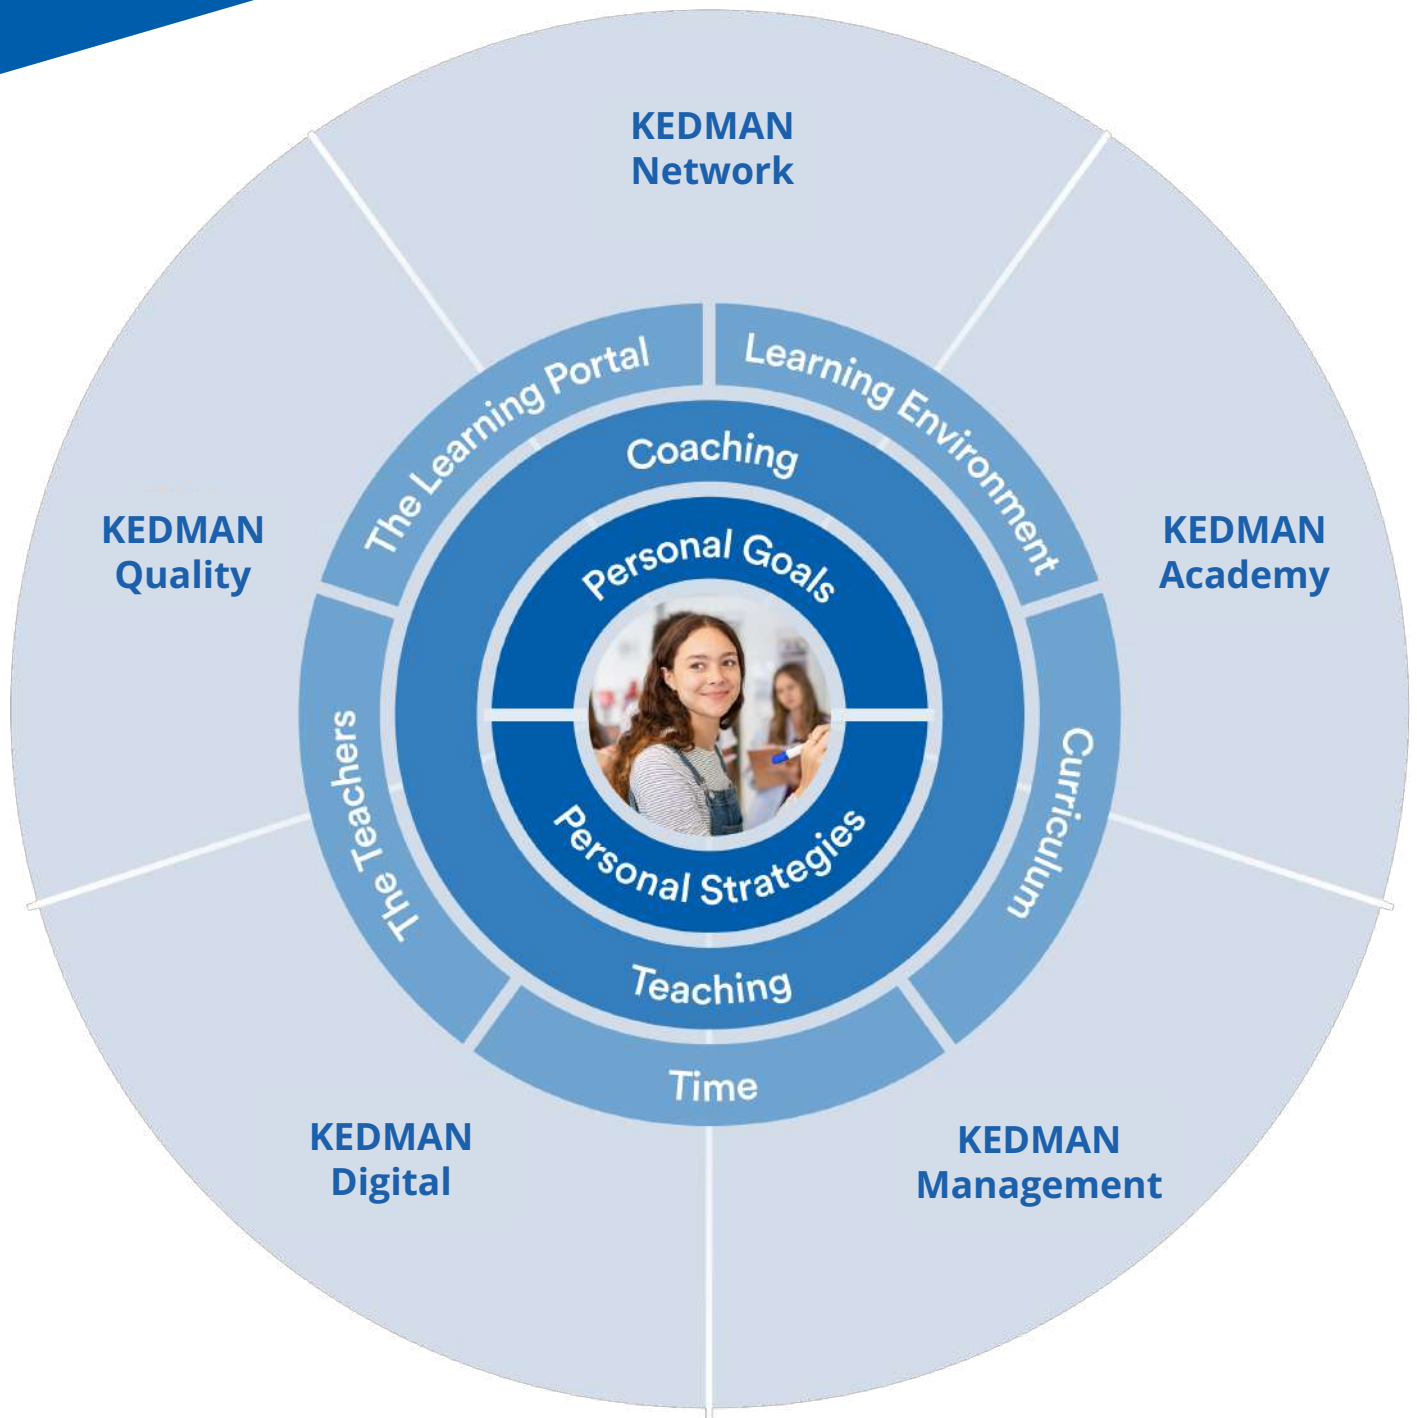 KEDMAN
Network
The Learning Portal
Learning Environment
Coaching
Personal Goals
KEDMAN
Quality
KEDMAN
Academy
The Teachers
Curriculum
Personal Strategies
Teaching
Time
KEDMAN
Digital
KEDMAN
Management